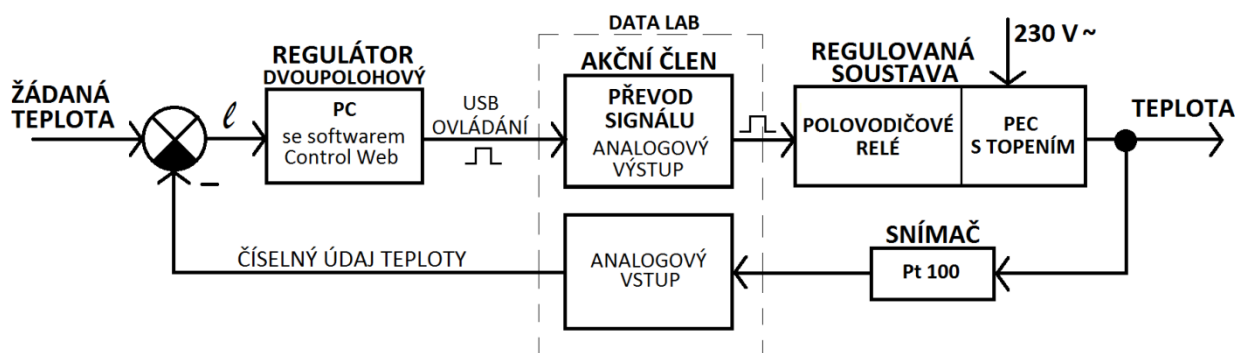 DATA LAB
ŽÁDANÁ
TEPLOTA
ℓ
REGULÁTOR
DVOUPOLOHOVÝ
PC
se softwarem
Control Web
USB
OVLÁDÁNÍ
AKČNÍ ČLEN
PŘEVOD
SIGNÁLU
ANALOGOVÝ
VÝSTUP
REGULOVANÁ
SOUSTAVA
230 V ~
POLOVODIČOVÉ
RELÉ
PEC
S TOPENÍM
TEPLOTA
–
ČÍSELNÝ ÚDAJ TEPLOTY
ANALOGOVÝ
VSTUP
SNÍMAČ
Pt 100